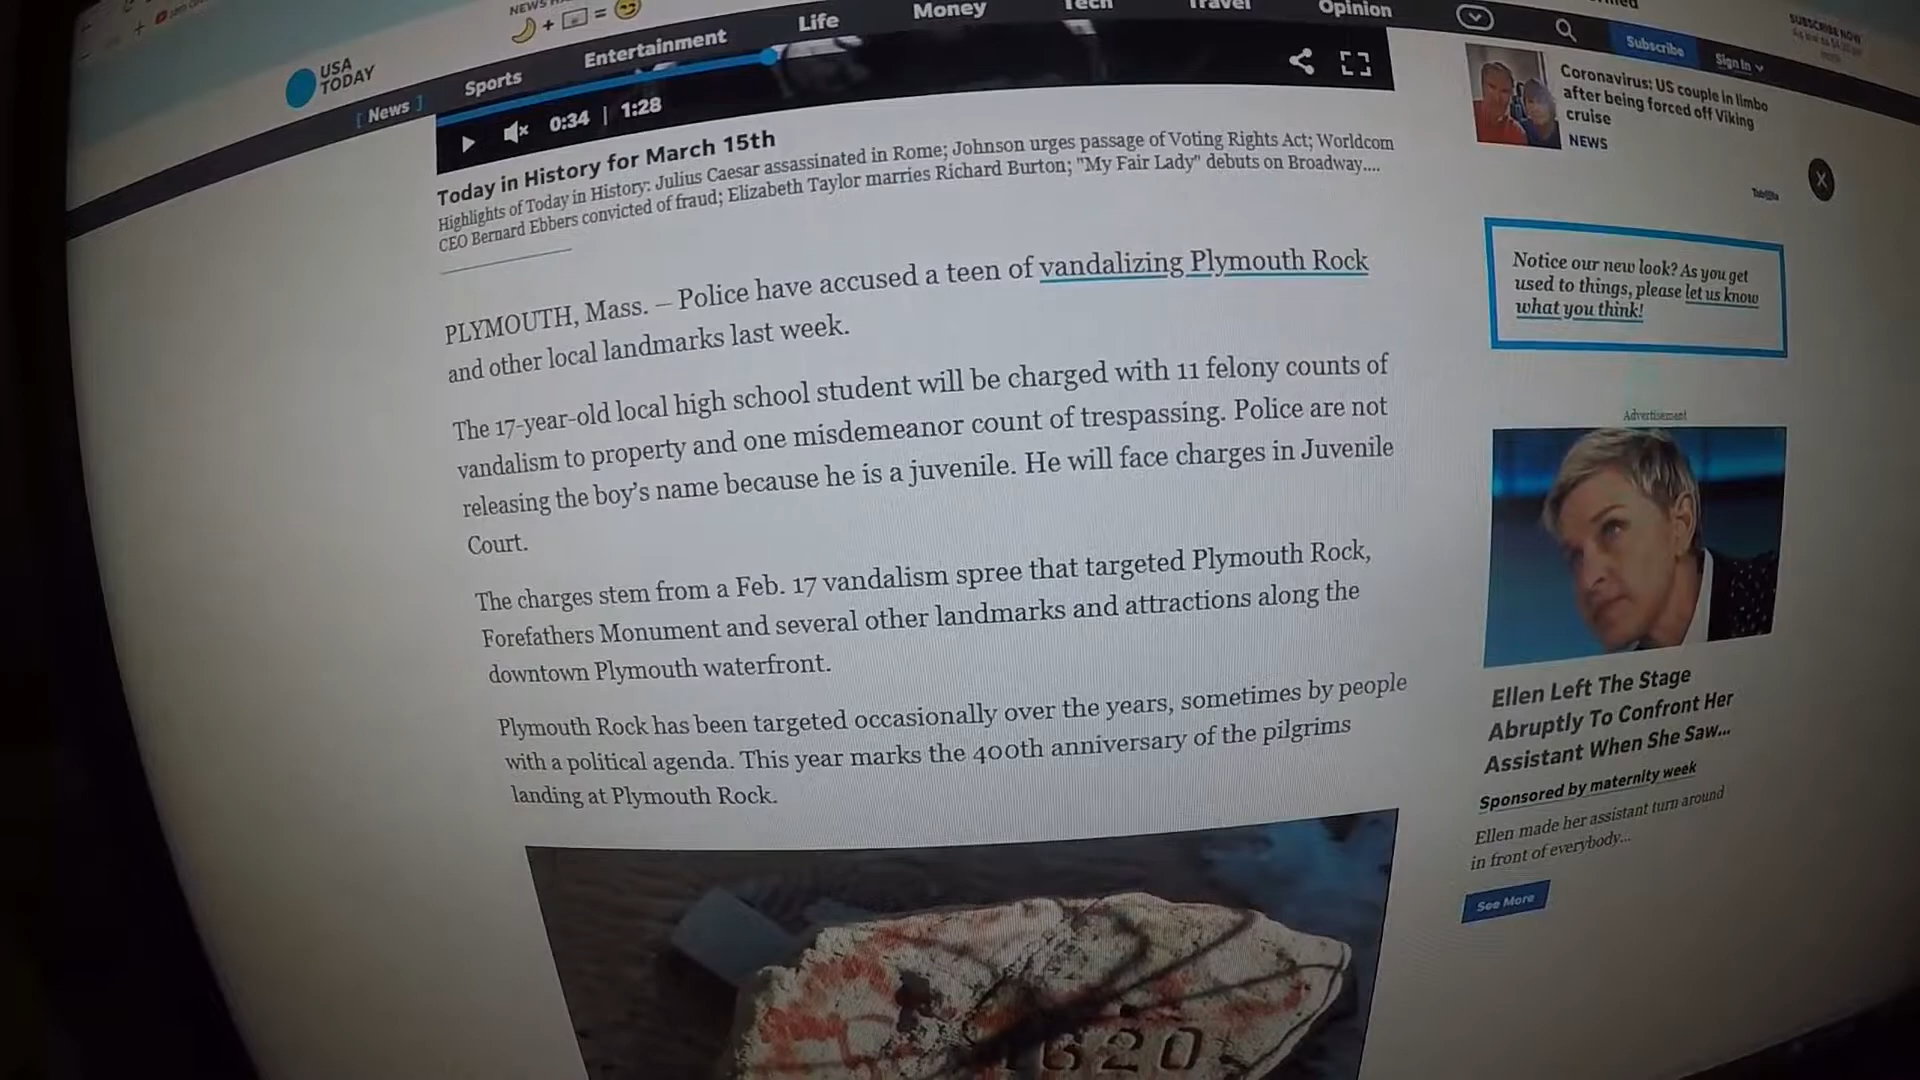 NEWS
USA
TODAY
[ News ]
Sports
Entertainment
Life
Money
Tech
Travel
Opinion
Subscribe
Sign In
SUBSCRIBE NOW
0:34 | 1:28
Today in History for March 15th
Highlights of Today in History: Julius Caesar assassinated in Rome; Johnson urges passage of Voting Rights Act; Worldcom
CEO Bernard Ebbers convicted of fraud; Elizabeth Taylor marries Richard Burton; "My Fair Lady" debuts on Broadway....
PLYMOUTH, Mass. – Police have accused a teen of vandalizing Plymouth Rock
and other local landmarks last week.
The 17-year-old local high school student will be charged with 11 felony counts of
vandalism to property and one misdemeanor count of trespassing. Police are not
releasing the boy’s name because he is a juvenile. He will face charges in Juvenile
Court.
The charges stem from a Feb. 17 vandalism spree that targeted Plymouth Rock,
Forefathers Monument and several other landmarks and attractions along the
downtown Plymouth waterfront.
Plymouth Rock has been targeted occasionally over the years, sometimes by people
with a political agenda. This year marks the 400th anniversary of the pilgrims
landing at Plymouth Rock.
1620
Coronavirus: US couple in limbo
after being forced off Viking
cruise
NEWS
X
Taboola
Notice our new look? As you get
used to things, please let us know
what you think!
Advertisement
Ellen Left The Stage
Abruptly To Confront Her
Assistant When She Saw...
Sponsored by maternity week
Ellen made her assistant turn around
in front of everybody...
See More